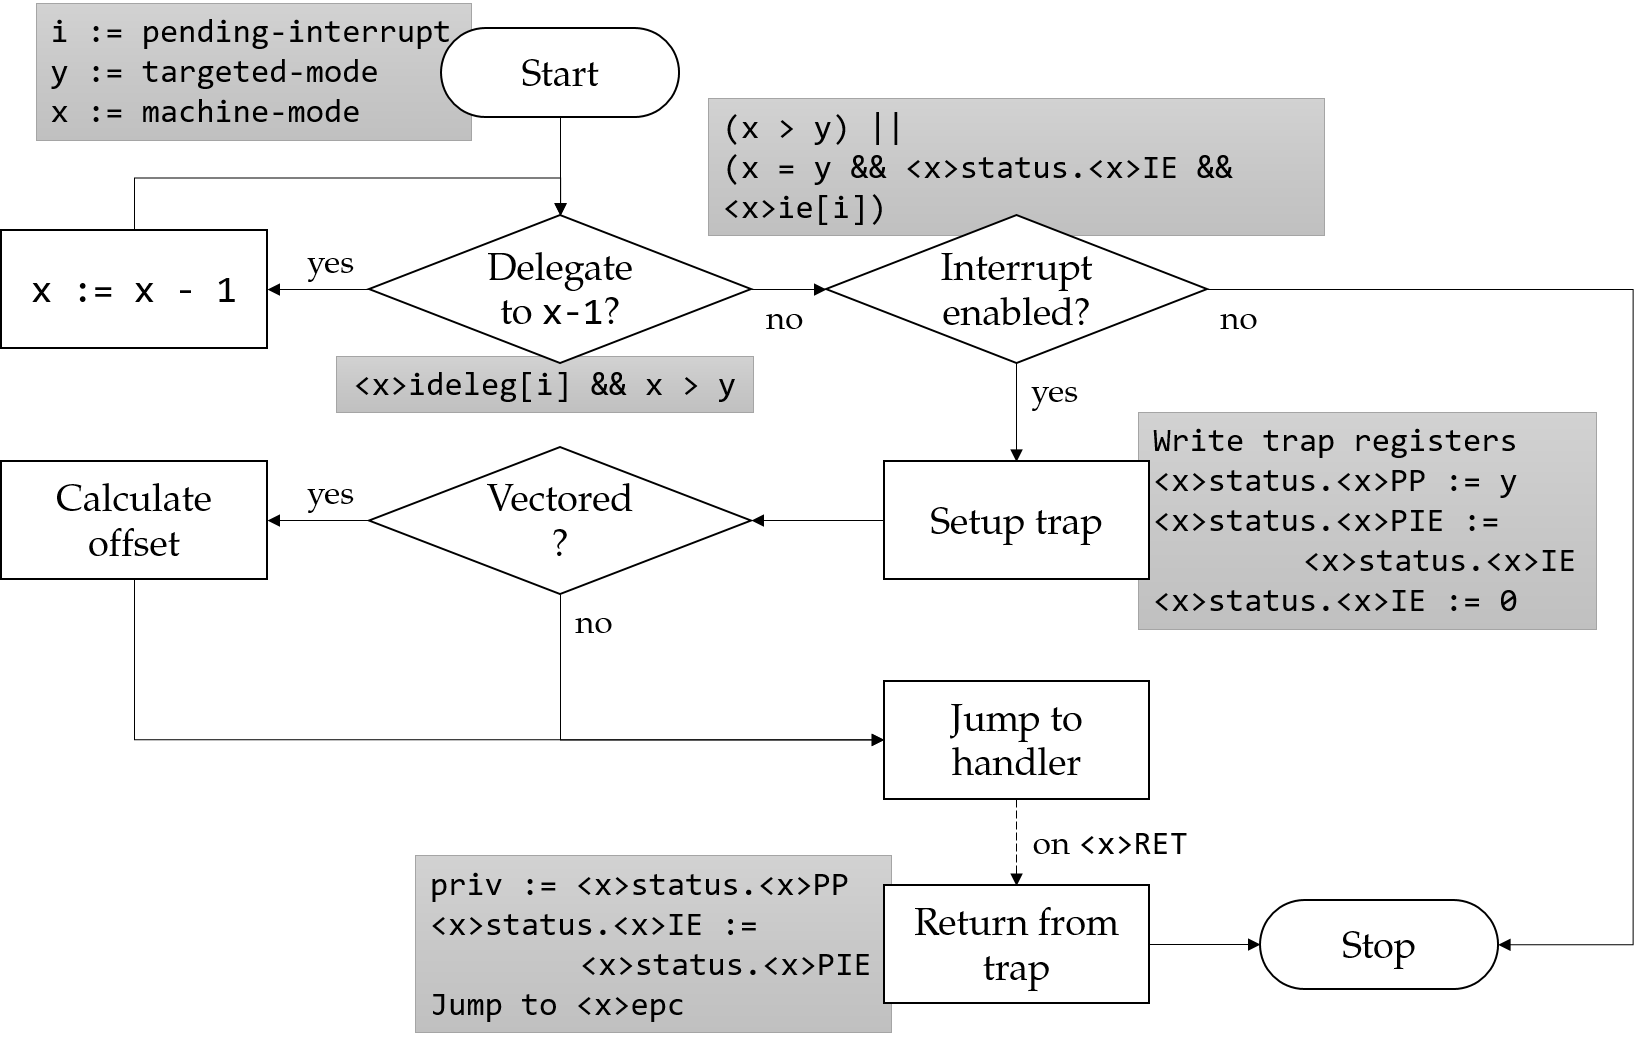 i := pending-interrupt
y := targeted-mode
x := machine-mode
Start
(x > y) ||
(x = y && <x>status.<x>IE &&
<x>ie[i])
x := x - 1
yes
Delegate
to x-1?
no
Interrupt
enabled?
no
<x>ideleg[i] && x > y
yes
Calculate
offset
yes
Vectored
?
no
Setup trap
Write trap registers
<x>status.<x>PP := y
<x>status.<x>PIE :=
<x>status.<x>IE
<x>status.<x>IE := 0
Jump to
handler
on <x>RET
priv := <x>status.<x>PP
<x>status.<x>IE :=
<x>status.<x>PIE
Jump to <x>epc
Return from
trap
Stop